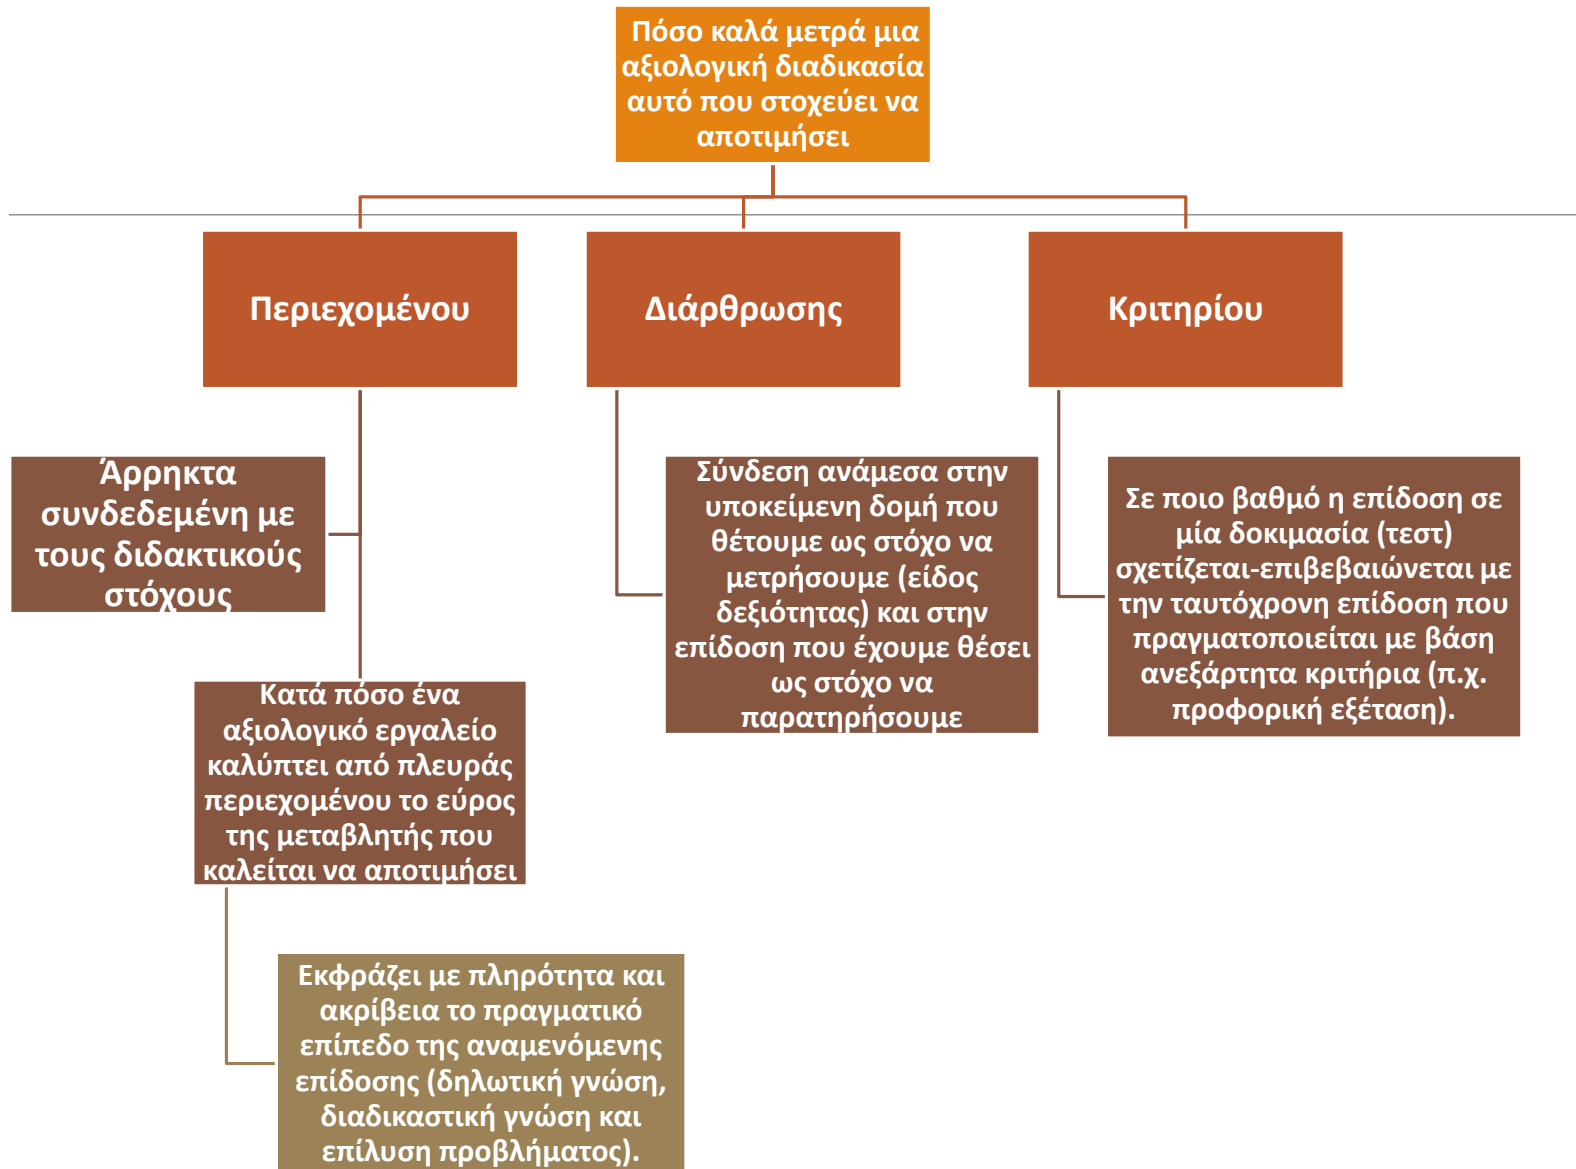 Πόσο καλά μετρά μια
αξιολογική διαδικασία
αυτό που στοχεύει να
αποτιμήσει
Περιεχομένου
Διάρθρωσης
Κριτηρίου
Άρρηκτα
συνδεδεμένη με
τους διδακτικούς
στόχους
Σύνδεση ανάμεσα στην
υποκείμενη δομή που
θέτουμε ως στόχο να
μετρήσουμε (είδος
δεξιότητας) και στην
επίδοση που έχουμε θέσει
ως στόχο να
παρατηρήσουμε
Σε ποιο βαθμό η επίδοση σε
μία δοκιμασία (τεστ)
σχετίζεται-επιβεβαιώνεται με
την ταυτόχρονη επίδοση που
πραγματοποιείται με βάση
ανεξάρτητα κριτήρια (π.χ.
προφορική εξέταση).
Κατά πόσο ένα
αξιολογικό εργαλείο
καλύπτει από πλευράς
περιεχομένου το εύρος
της μεταβλητής που
καλείται να αποτιμήσει
Εκφράζει με πληρότητα και
ακρίβεια το πραγματικό
επίπεδο της αναμενόμενης
επίδοσης (δηλωτική γνώση,
διαδικαστική γνώση και
επίλυση προβλήματος).